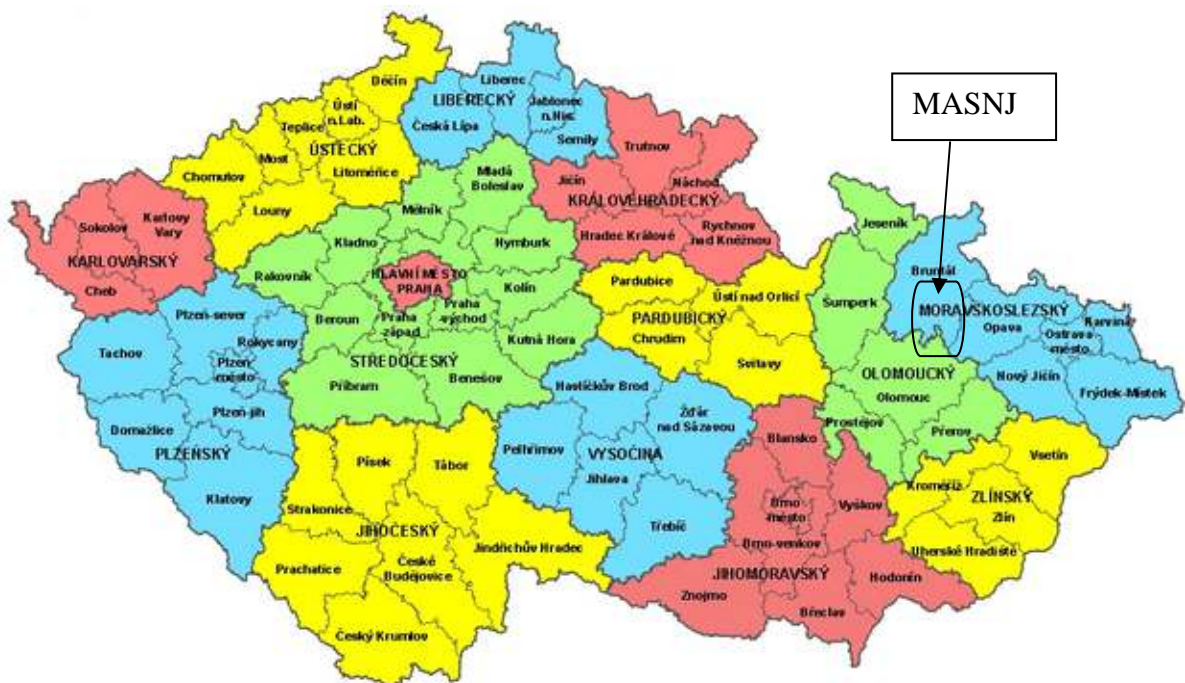 MASNJ
Děčín
Ústí
n.Lab.
Teplice
ÚSTECKÝ
Most
Chomutov
Litoměřice
Louny
Liberec
LIBERECKÝ
Jablonec
n.Nis.
Česká Lípa
Semily
Trutnov
Jičín
Náchod
KRÁLOVÉHRADECKÝ
Hradec Králové
Rychnov
nad Kněžnou
Sokolov
Karlovy
Vary
KARLOVARSKÝ
Cheb
Mladá
Boleslav
Mělník
Kladno
Nymburk
Rakovník
HLAVNÍ MĚSTO
PRAHA
Kolín
Beroun
Praha
-západ
Praha
-východ
Kutná Hora
STŘEDOČESKÝ
Příbram
Benešov
Plzeň-sever
Rokycany
Tachov
Plzeň
-město
Plzeň-jih
Domažlice
PLZEŇSKÝ
Klatovy
Písek
Tábor
Strakonice
JIHOČESKÝ
Jindřichův Hradec
Prachatice
České
Budějovice
Český Krumlov
Pardubice
Ústí nad Orlicí
PARDUBICKÝ
Chrudim
Svitavy
Havlíčkův Brod
Žďár
nad Sázavou
Pelhřimov
VYSOČINA
Jihlava
Třebíč
Blansko
Brno
-město
Vyškov
Brno-venkov
JIHOMORAVSKÝ
Hodonín
Znojmo
Břeclav
Jeseník
Šumperk
OLOMOUCKÝ
Olomouc
Prostějov
Přerov
Bruntál
MORAVSKOSLEZSKÝ
Opava
Karviná
Ostrava
-město
Nový Jičín
Frýdek-Místek
Vsetín
Kroměříž
ZLÍNSKÝ
Zlín
Uherské Hradiště